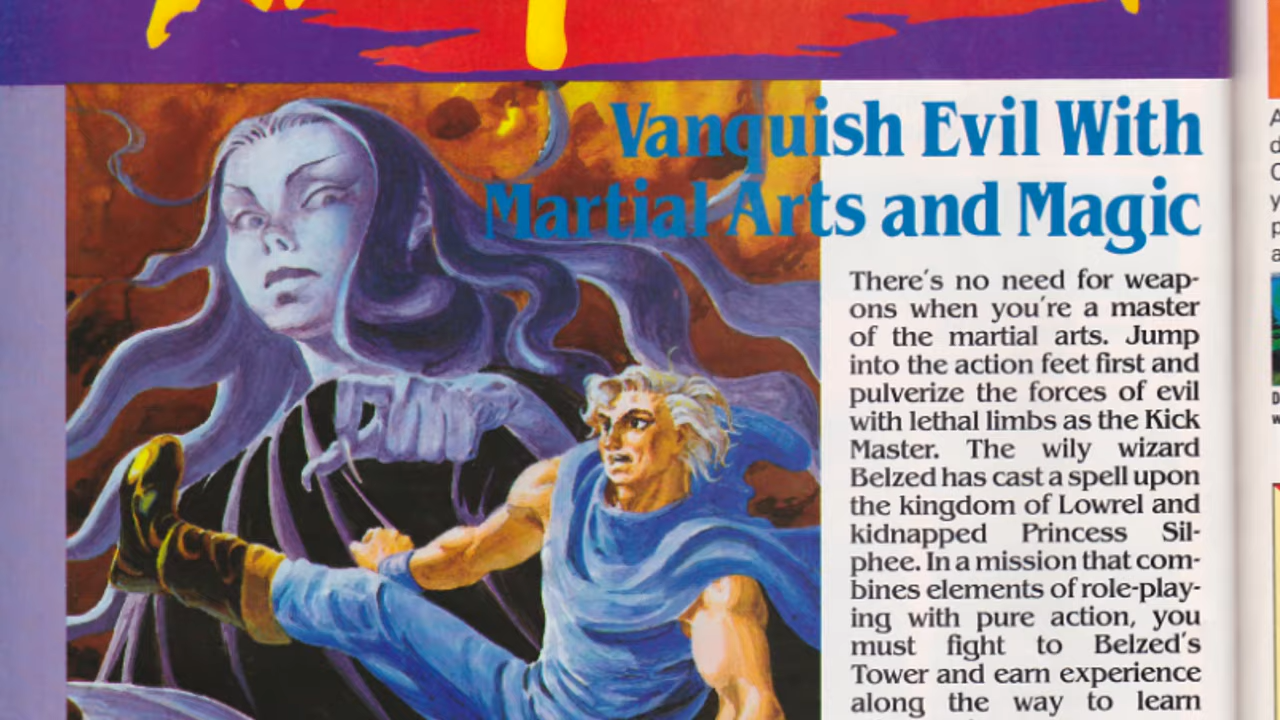 Vanquish Evil With
Martial Arts and Magic
There's no need for weap-
ons when you're a master
of the martial arts. Jump
into the action feet first and
pulverize the forces of evil
with lethal limbs as the Kick
Master. The wily wizard
Belzed has cast a spell upon
the kingdom of Lowrel and
kidnapped Princess Sil-
phee. In a mission that com-
bines elements of role-play-
ing with pure action, you
must fight to Belzed's
Tower and earn experience
along the way to learn